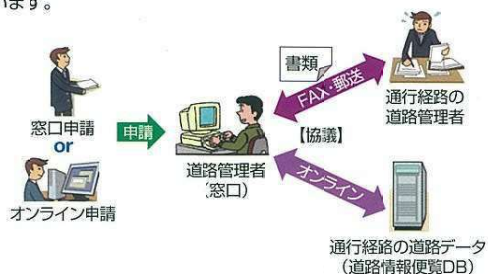 います。
窓口申請
or
オンライン申請
申請
道路管理者
(窓口)
書類
FAX・郵送
【協議】
オンライン
通行経路の
道路管理者
通行経路の道路データ
(道路情報便覧DB)